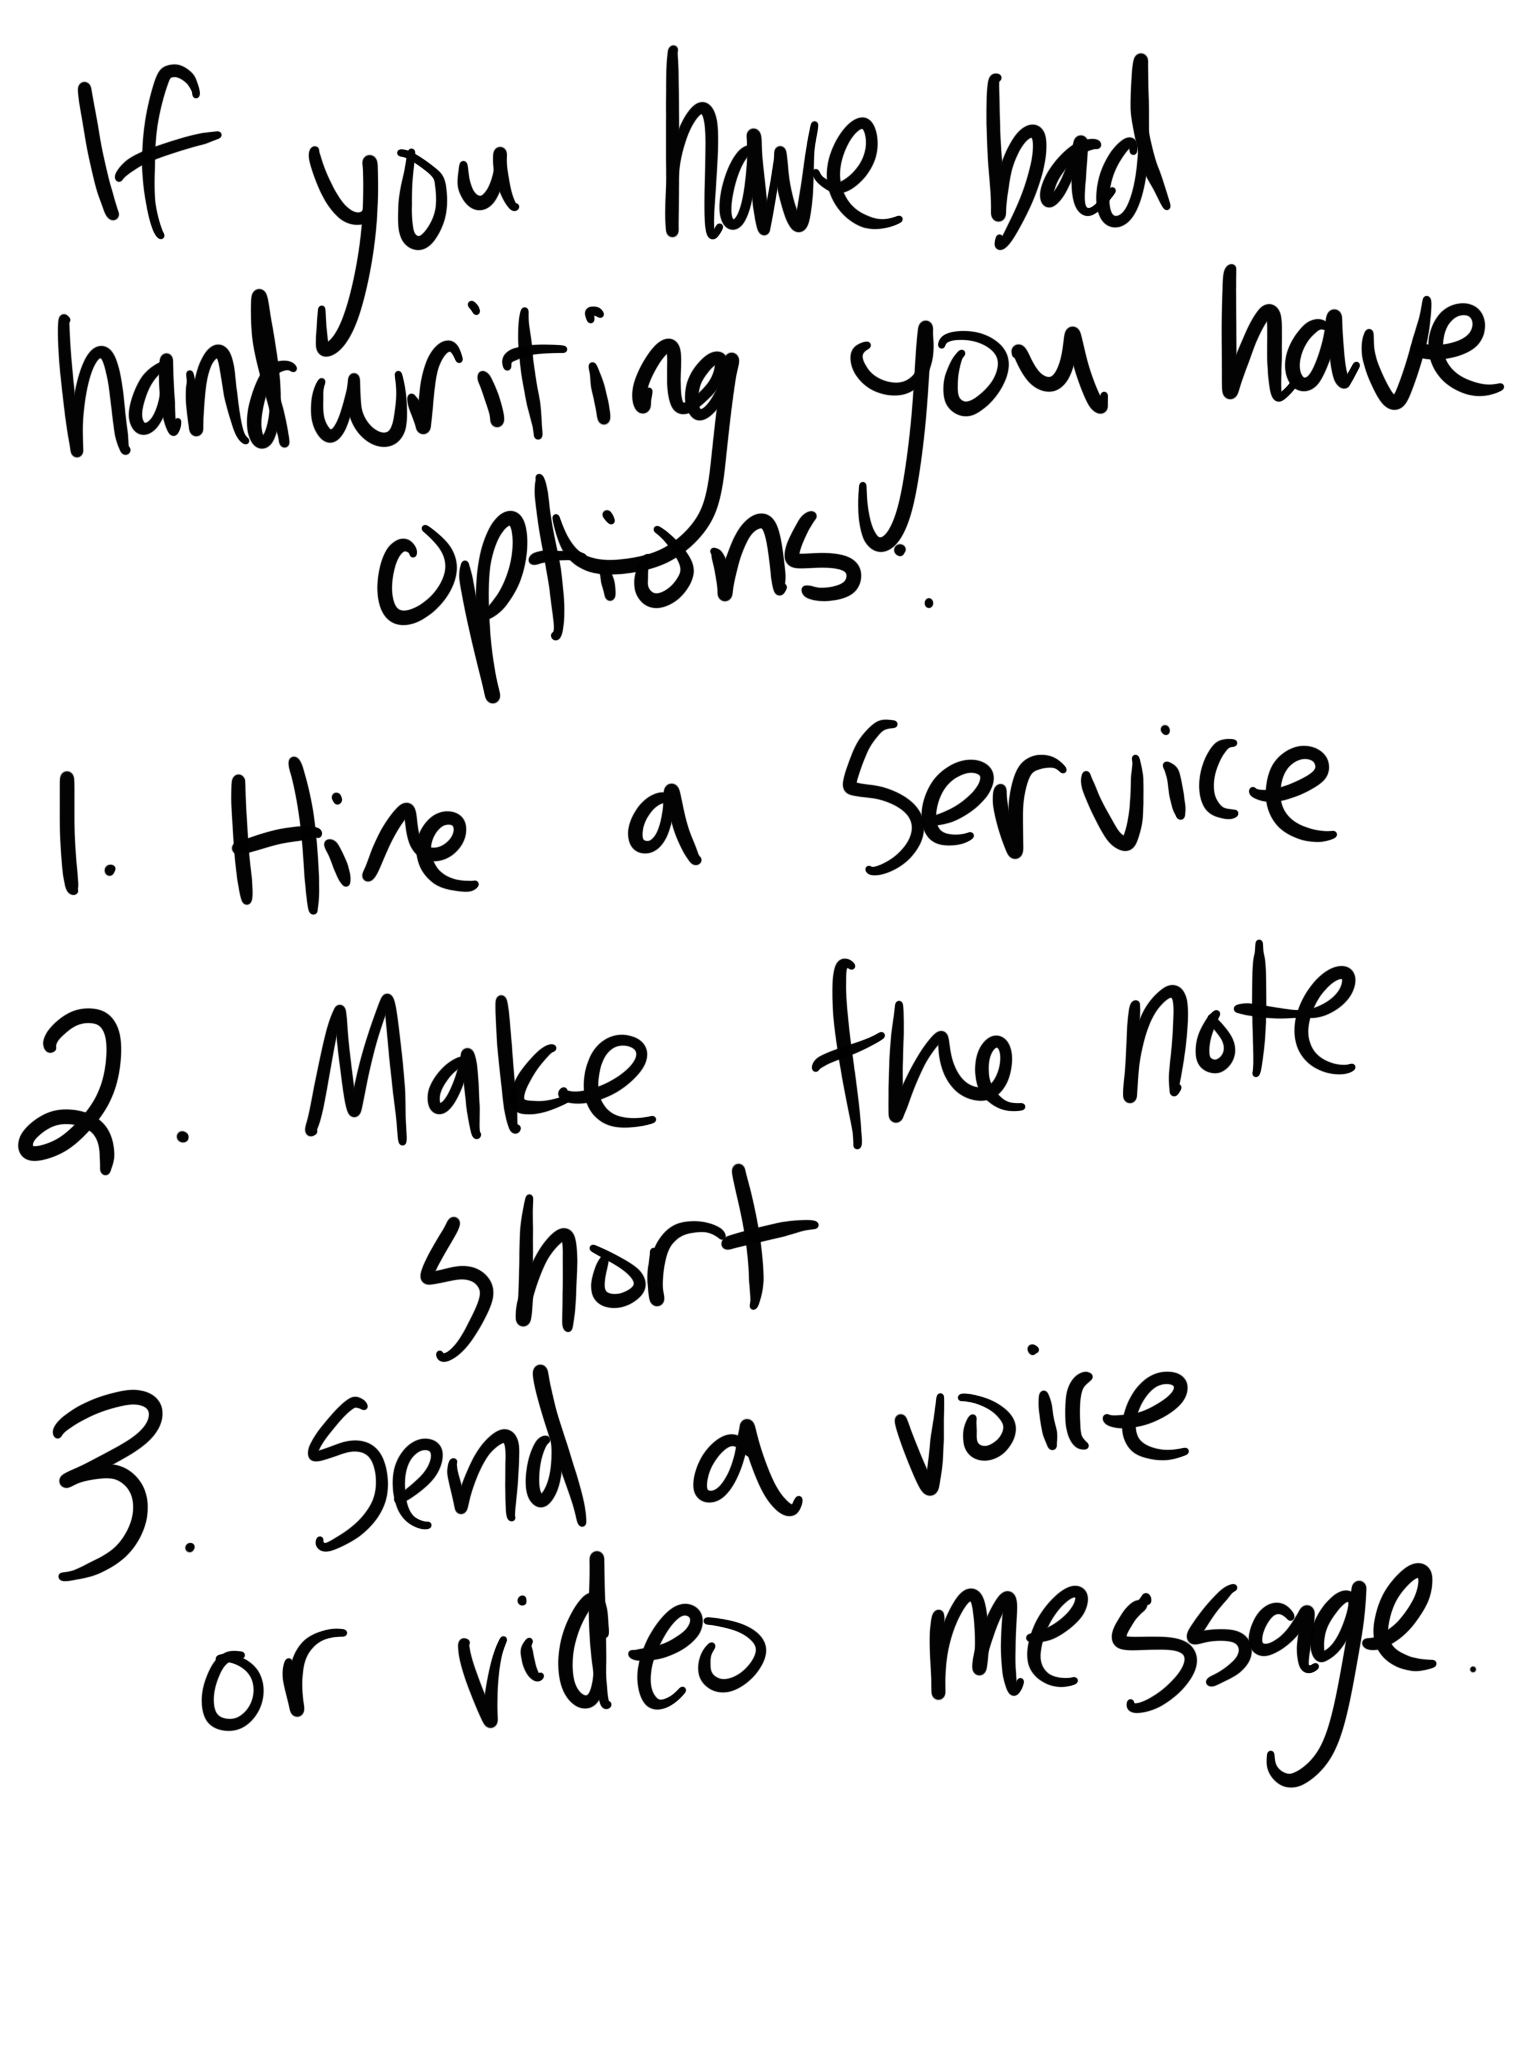 If you have bad
handwriting you have
options:
1. Hire a Service
2. Make the note
short
3. Send a voice
or video message.